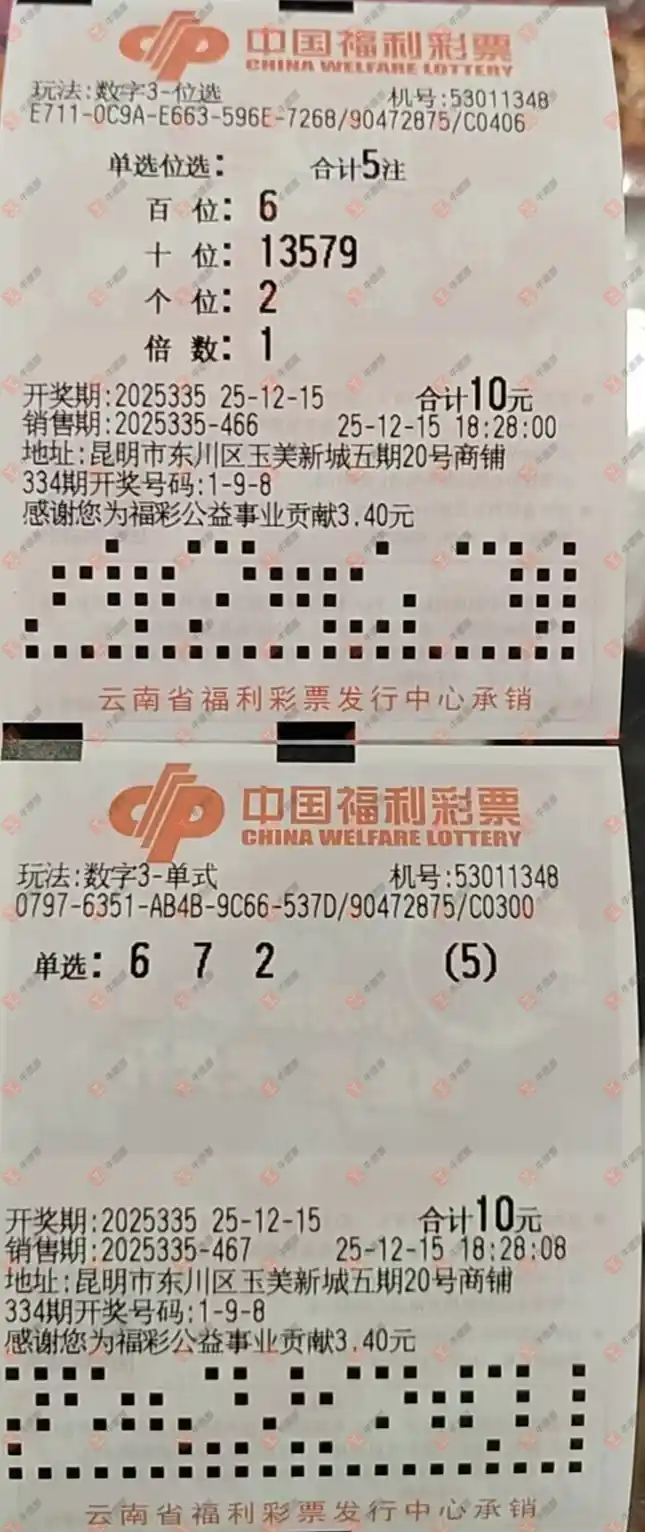 中国福利彩票
CHINA WELFARE LOTTERY
玩法:数字3-位选 机号:53011348
E711-0C9A-E663-596E-7268/90472875/C0406
单选位选: 合计5注
百 位: 6
十 位: 13579
个 位: 2
倍 数: 1
开奖期:2025335 25-12-15 合计10元
销售期:2025335-466 25-12-15 18:28:00
地址:昆明市东川区玉美新城五期20号商铺
334期开奖号码:1-9-8
感谢您为福彩公益事业贡献3.40元
云南省福利彩票发行中心承销
中国福利彩票
CHINA WELFARE LOTTERY
玩法:数字3-单式 机号:53011348
0797-6351-AB4B-9C66-537D/90472875/C0300
单选: 6 7 2 (5)
开奖期:2025335 25-12-15 合计10元
销售期:2025335-467 25-12-15 18:28:08
地址:昆明市东川区玉美新城五期20号商铺
334期开奖号码:1-9-8
感谢您为福彩公益事业贡献3.40元
云南省福利彩票发行中心承销